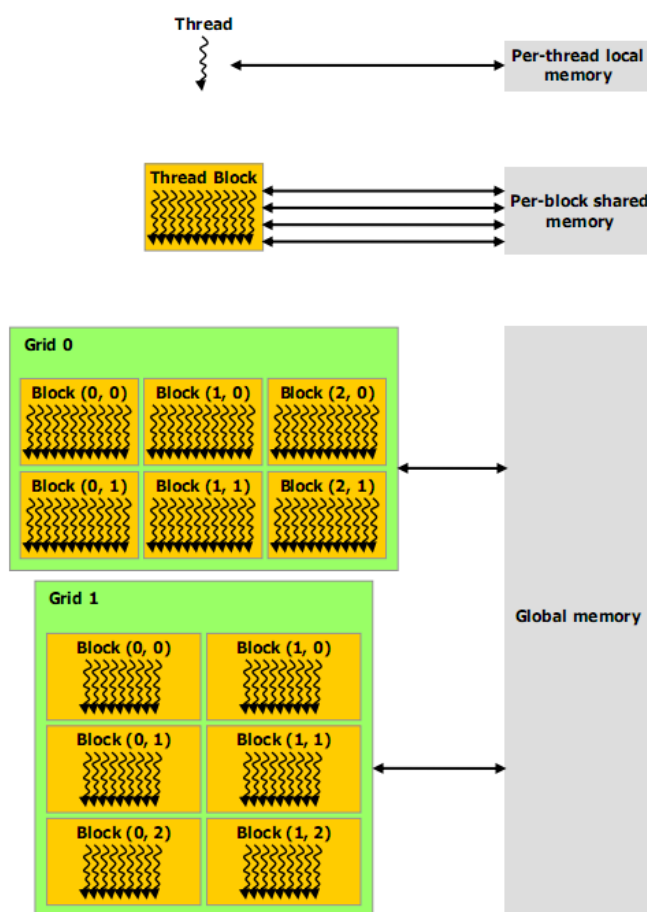 Thread
Per-thread local
memory
Thread Block
Per-block shared
memory
Grid 0
Block (0, 0)
Block (1, 0)
Block (2, 0)
Block (0, 1)
Block (1, 1)
Block (2, 1)
Global memory
Grid 1
Block (0, 0)
Block (1, 0)
Block (0, 1)
Block (1, 1)
Block (0, 2)
Block (1, 2)